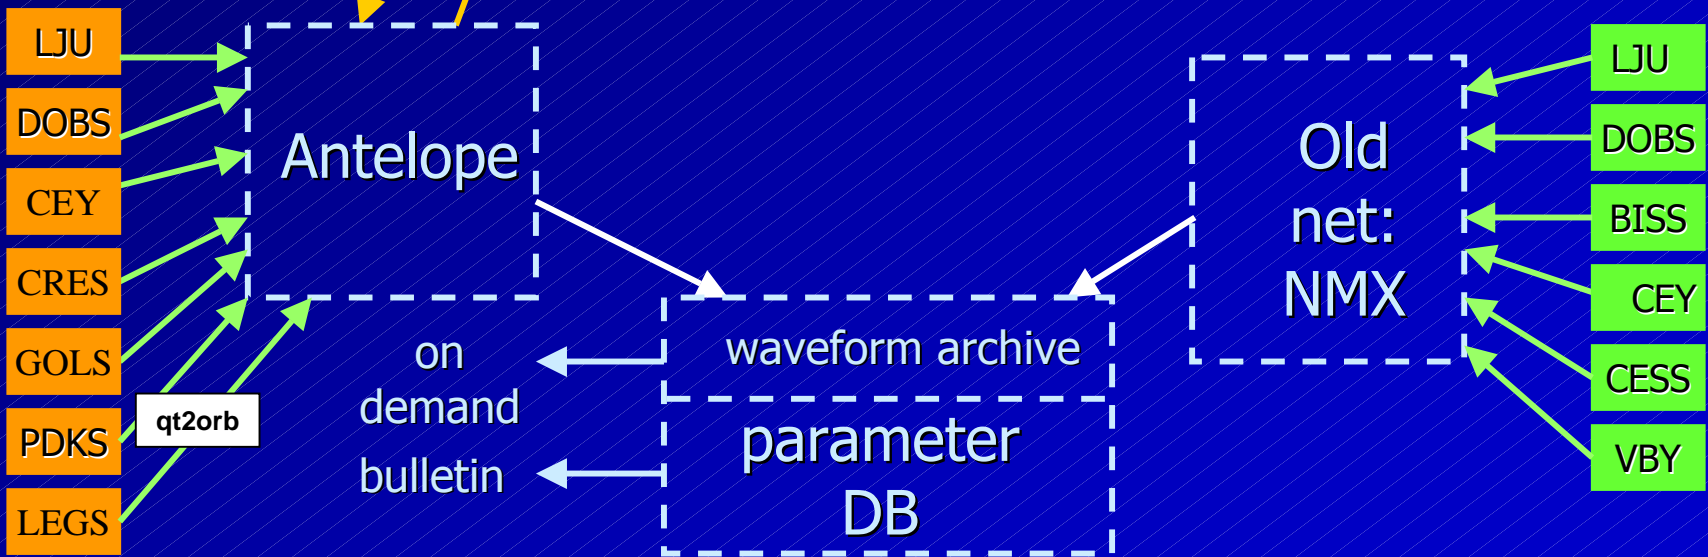 LJU
DOBS
CEY
CRES
GOLS
PDKS
LEGS
qt2orb
Antelope
on
demand
bulletin
waveform archive
parameter
DB
Old
net:
NMX
LJU
DOBS
BISS
CEY
CESS
VBY